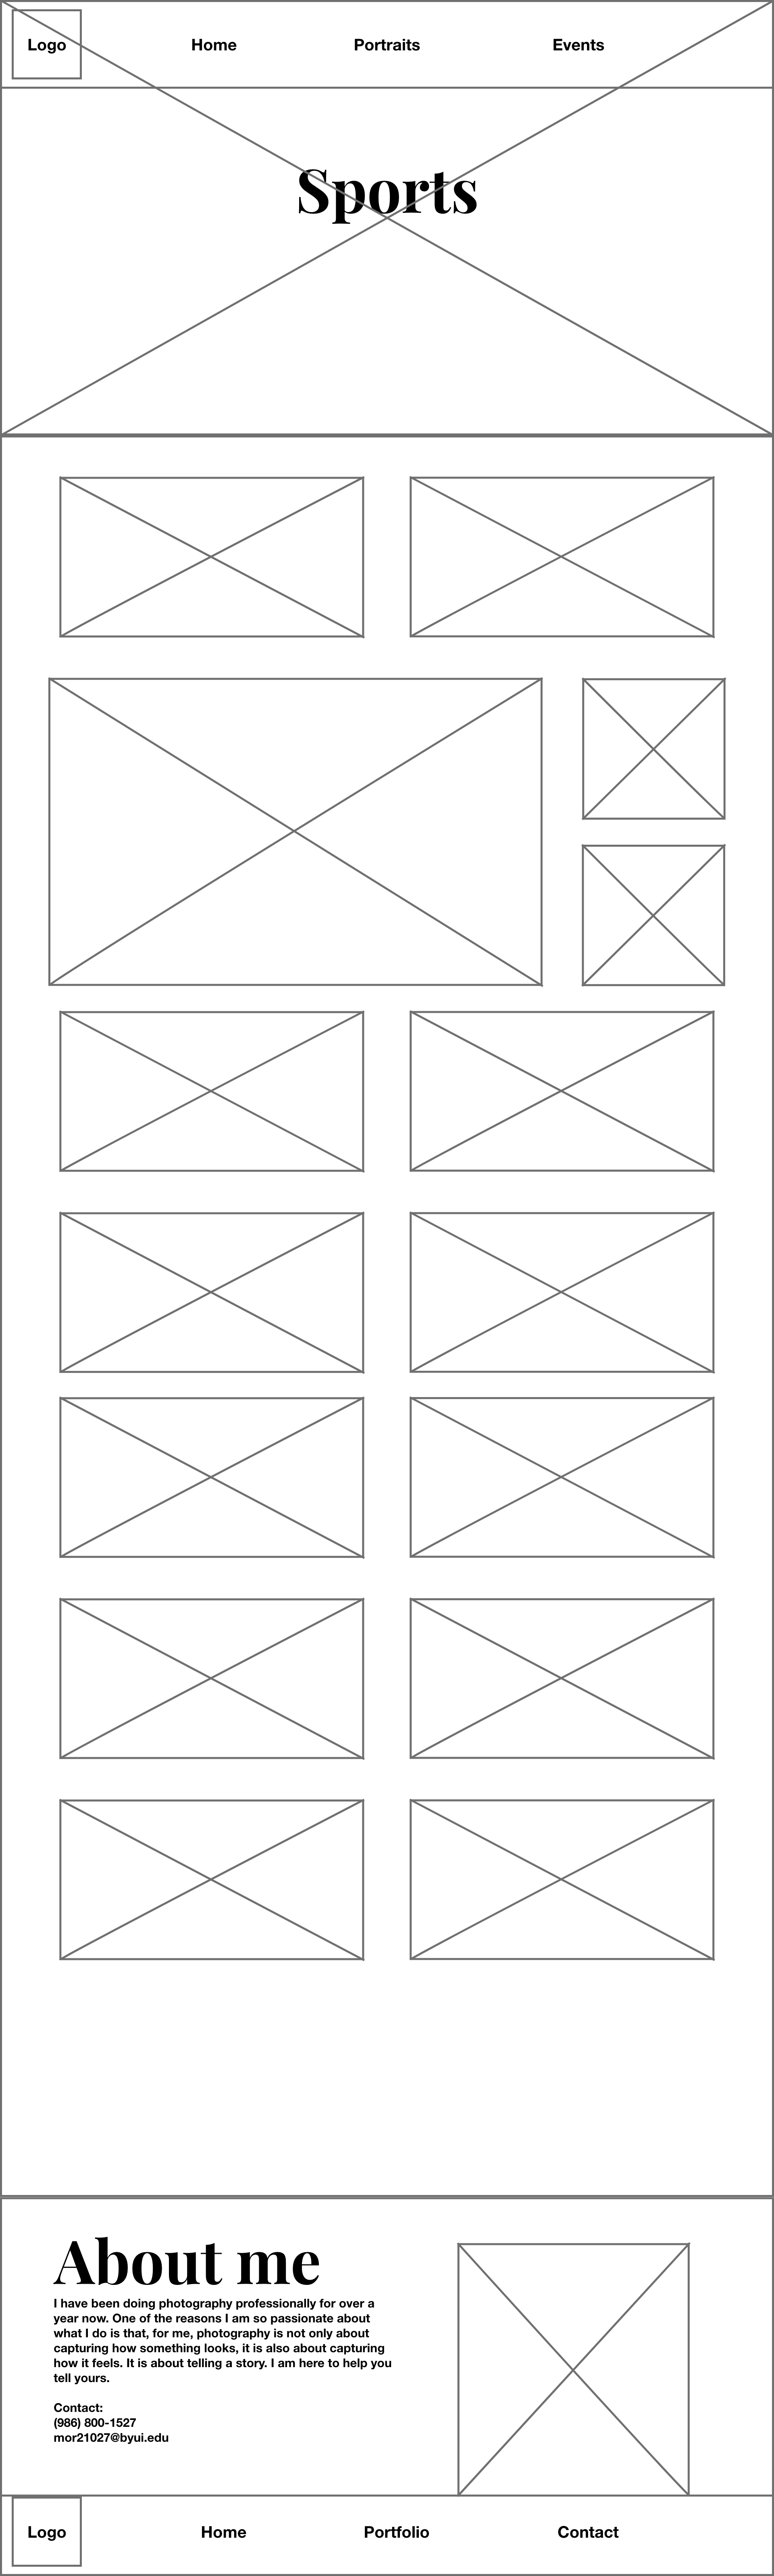 Logo Home Portraits Events
Sports
About me
I have been doing photography professionally for over a
year now. One of the reasons I am so passionate about
what I do is that, for me, photography is not only about
capturing how something looks, it is also about capturing
how it feels. It is about telling a story. I am here to help you
tell yours.
Contact:
(986) 800-1527
mor21027@byui.edu
Logo Home Portfolio Contact